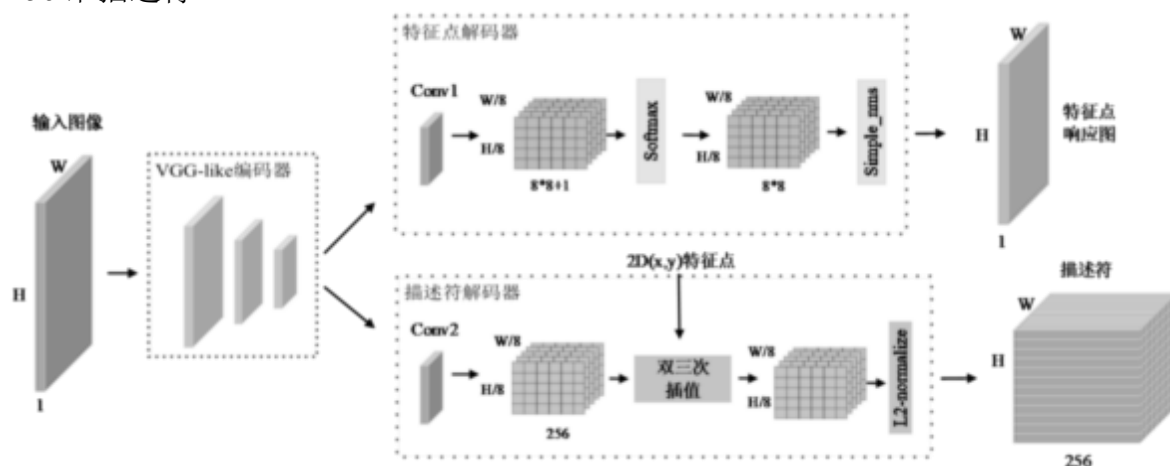 特征点解码器
W
Conv1
W/8
H/8
8*8+1
Softmax
W/8
H/8
8*8
Simple_nms
H
特征点
响应图
1
输入图像
W
H
1
VGG-like编码器
2D(x,y)特征点
描述符解码器
Conv2
W/8
H/8
256
双三次
插值
W/8
H/8
L2-normalize
描述符
W
H
256